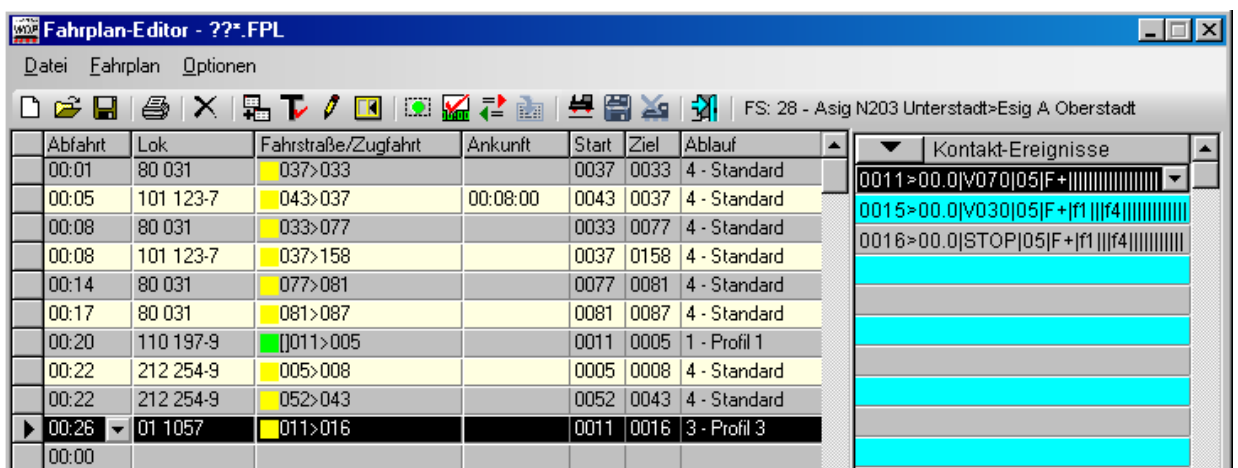 WDP Fahrplan-Editor - ??*.FPL
Datei Fahrplan Optionen
FS: 28 - Asig N203 Unterstadt>Esig A Oberstadt
Abfahrt Lok Fahrstraße/Zugfahrt Ankunft Start Ziel Ablauf
00:01 80 031 037>033 0037 0033 4 - Standard
00:05 101 123-7 043>037 00:08:00 0043 0037 4 - Standard
00:08 80 031 033>077 0033 0077 4 - Standard
00:08 101 123-7 037>158 0037 0158 4 - Standard
00:14 80 031 077>081 0077 0081 4 - Standard
00:17 80 031 081>087 0081 0087 4 - Standard
00:20 110 197-9 []011>005 0011 0005 1 - Profil 1
00:22 212 254-9 005>008 0005 0008 4 - Standard
00:22 212 254-9 052>043 0052 0043 4 - Standard
00:26 01 1057 011>016 0011 0016 3 - Profil 3
00:00
Kontakt-Ereignisse
0011>00.0|V070|05|F+||||||||||||||||||
0015>00.0|V030|05|F+|f1|||f4|||||||||||||
0016>00.0|STOP|05|F+|f1|||f4|||||||||||